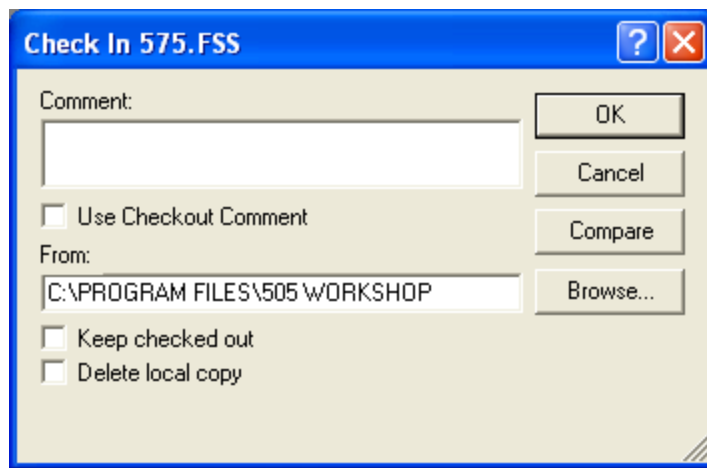 Check In 575.FSS
Comment:
OK
Cancel
Use Checkout Comment
Compare
From:
C:\PROGRAM FILES\505 WORKSHOP
Browse...
Keep checked out
Delete local copy